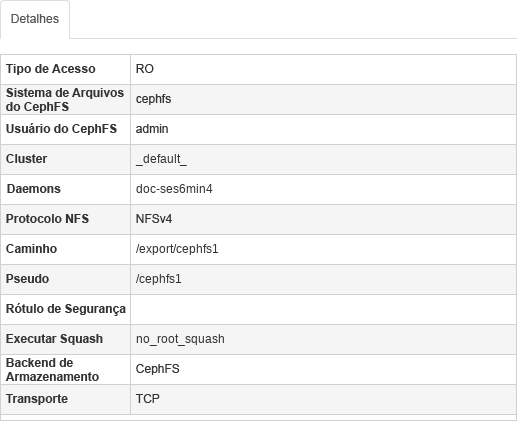 Detalhes
Tipo de Acesso RO
Sistema de Arquivos
do CephFS cephfs
Usuário do CephFS admin
Cluster _default_
Daemons doc-ses6min4
Protocolo NFS NFSv4
Caminho /export/cephfs1
Pseudo /cephfs1
Rótulo de Segurança
Executar Squash no_root_squash
Backend de
Armazenamento CephFS
Transporte TCP